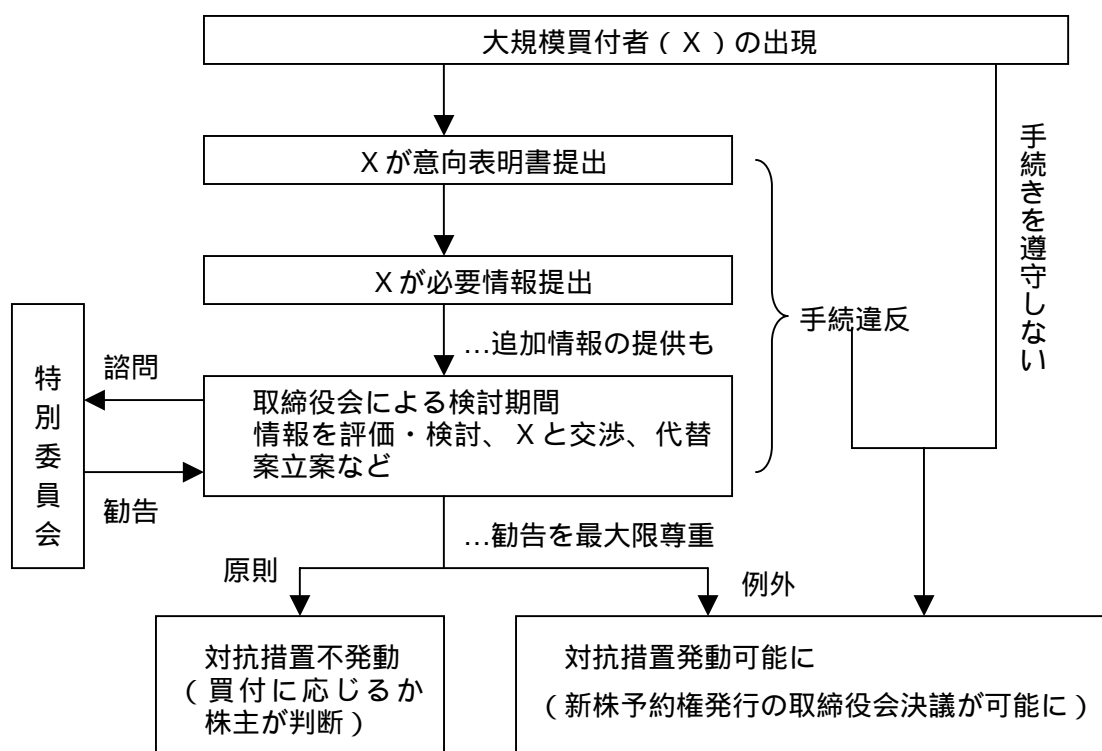 大規模買付者(X)の出現
Xが意向表明書提出
Xが必要情報提出
手続違反
手続きを遵守しない
…追加情報の提供も
特別委員会
諮問
勧告
取締役会による検討期間
情報を評価・検討、Xと交渉、代替
案立案など
…勧告を最大限尊重
原則
例外
対抗措置不発動
(買付に応じるか
株主が判断)
対抗措置発動可能に
(新株予約権発行の取締役会決議が可能に)